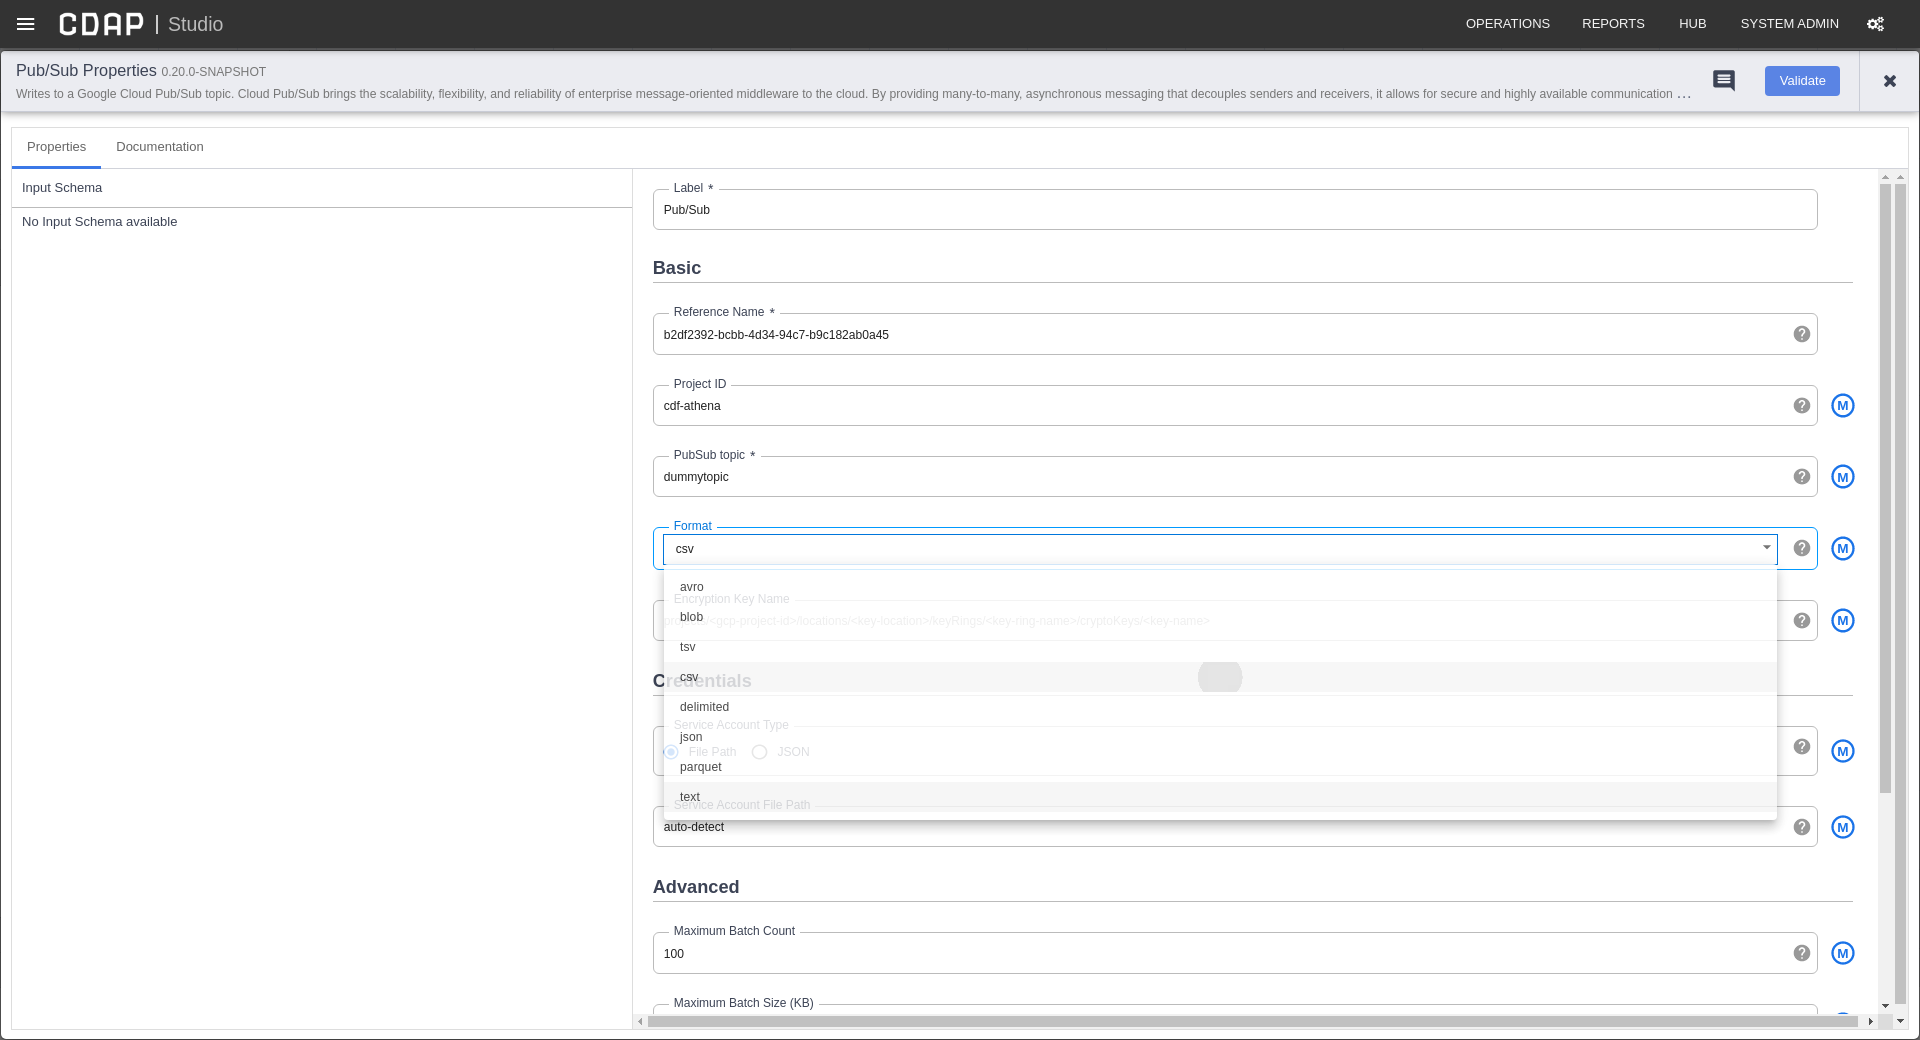 CDAP | Studio
OPERATIONS REPORTS HUB SYSTEM ADMIN
Pub/Sub Properties 0.20.0-SNAPSHOT
Writes to a Google Cloud Pub/Sub topic. Cloud Pub/Sub brings the scalability, flexibility, and reliability of enterprise message-oriented middleware to the cloud. By providing many-to-many, asynchronous messaging that decouples senders and receivers, it allows for secure and highly available communication ...
Validate
Properties Documentation
Input Schema
No Input Schema available
Label *
Pub/Sub
Basic
Reference Name *
b2df2392-bcbb-4d34-94c7-b9c182ab0a45
Project ID
cdf-athena
M
PubSub topic *
dummytopic
M
Format
csv
M
avro
Encryption Key Name
blob
projects/<gcp-project-id>/locations/<key-location>/keyRings/<key-ring-name>/cryptoKeys/<key-name>
M
tsv
csv
Credentials
delimited
Service Account Type
json
File Path JSON
M
parquet
text
Service Account File Path
auto-detect
M
Advanced
Maximum Batch Count
100
M
Maximum Batch Size (KB)